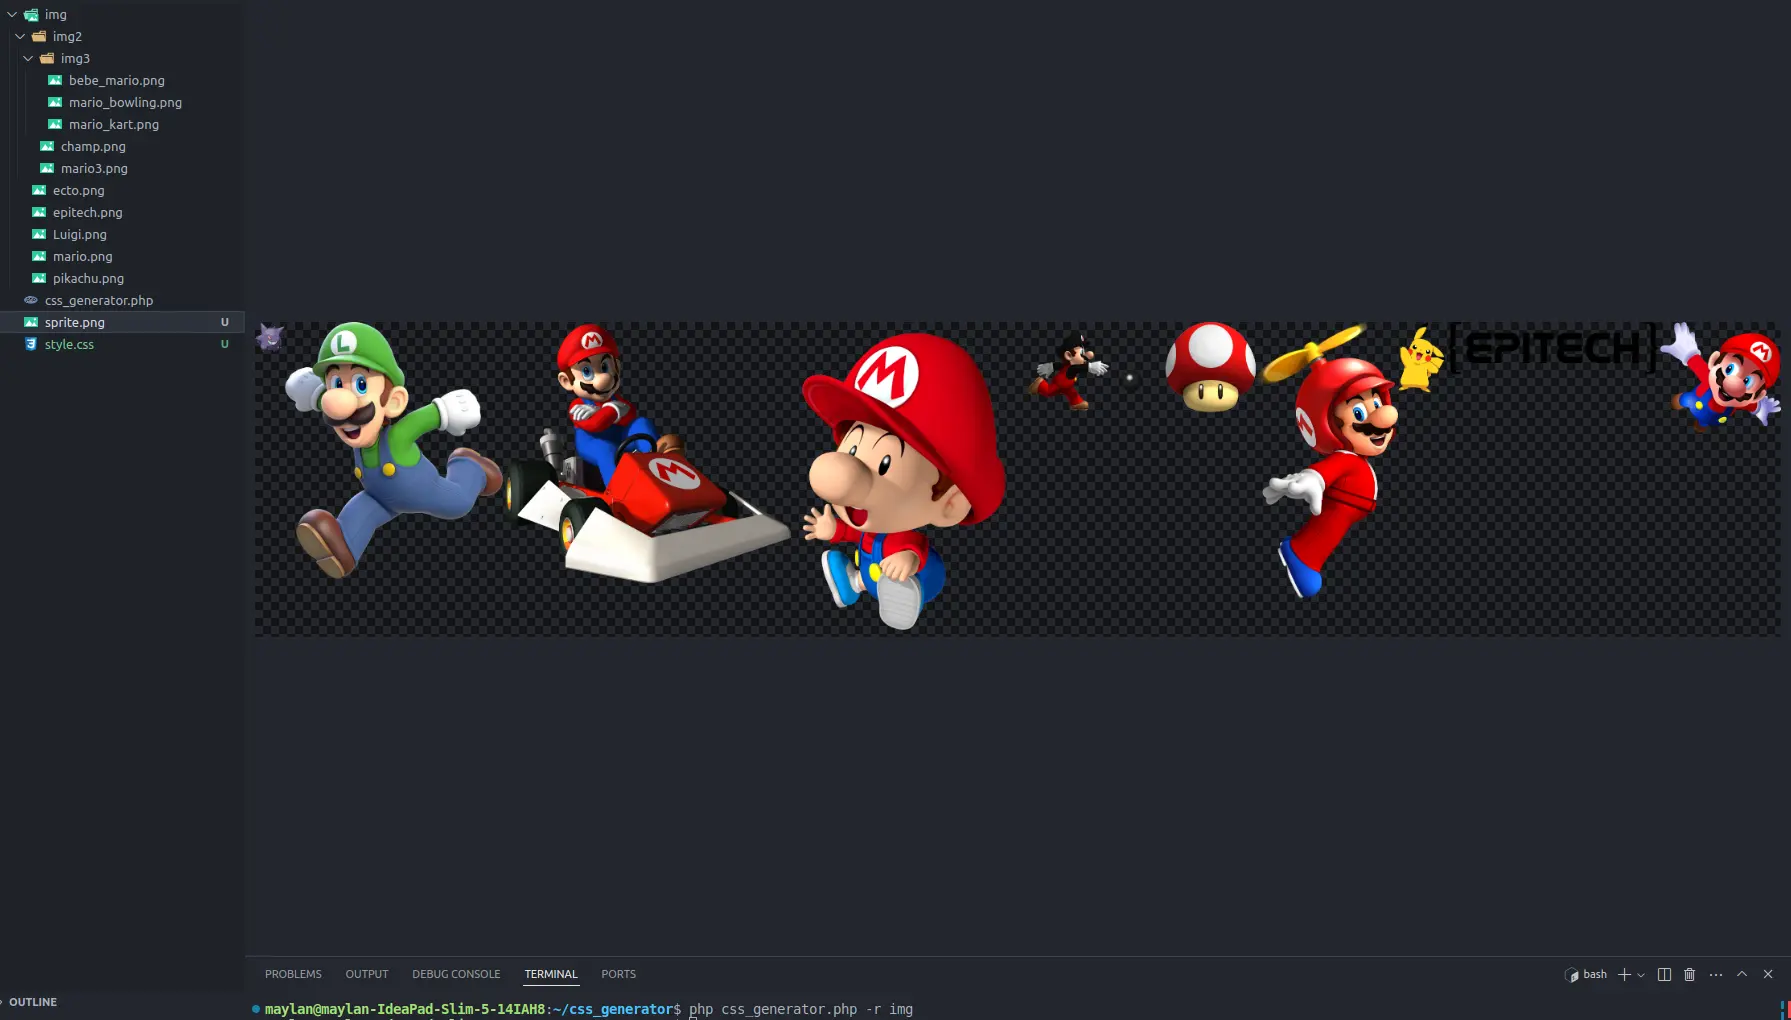 img
img2
img3
bebe_mario.png
mario_bowling.png
mario_kart.png
champ.png
mario3.png
ecto.png
epitech.png
Luigi.png
mario.png
pikachu.png
css_generator.php
sprite.png U
style.css U
L
M
M
M
[EPITECH]
M
M
PROBLEMS OUTPUT DEBUG CONSOLE TERMINAL PORTS
bash
OUTLINE
maylan@maylan-IdeaPad-Slim-5-14IAH8:~/css_generator$ php css_generator.php -r img